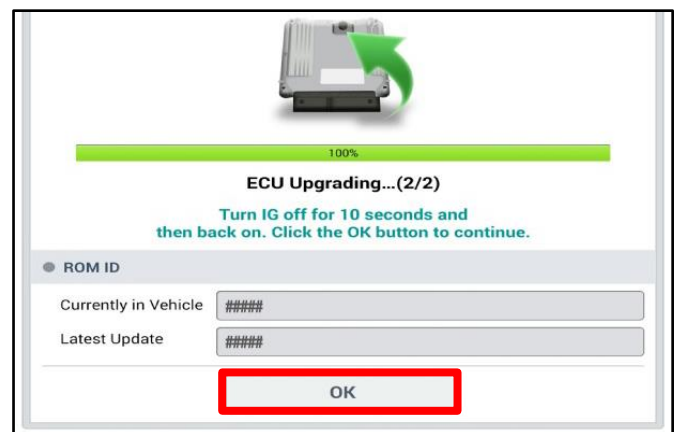 100%
ECU Upgrading...(2/2)
Turn IG off for 10 seconds and
then back on. Click the OK button to continue.
ROM ID
Currently in Vehicle #####
Latest Update #####
OK